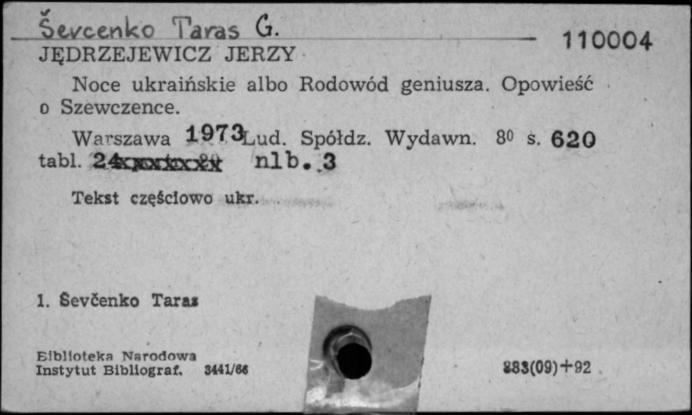 Ševcenko Taras G.
110004
JĘDRZEJEWICZ JERZY
Noce ukraińskie albo Rodowód geniusza. Opowieść
o Szewczence.
Warszawa 1973 Lud. Spółdz. Wydawn. 8⁰ s. 620
tabl. 24 nlb. 3
Tekst częściowo ukr.
1. Ševčenko Taras
Biblioteka Narodowa
Instytut Bibliograf. 3441/66
883(09)+92